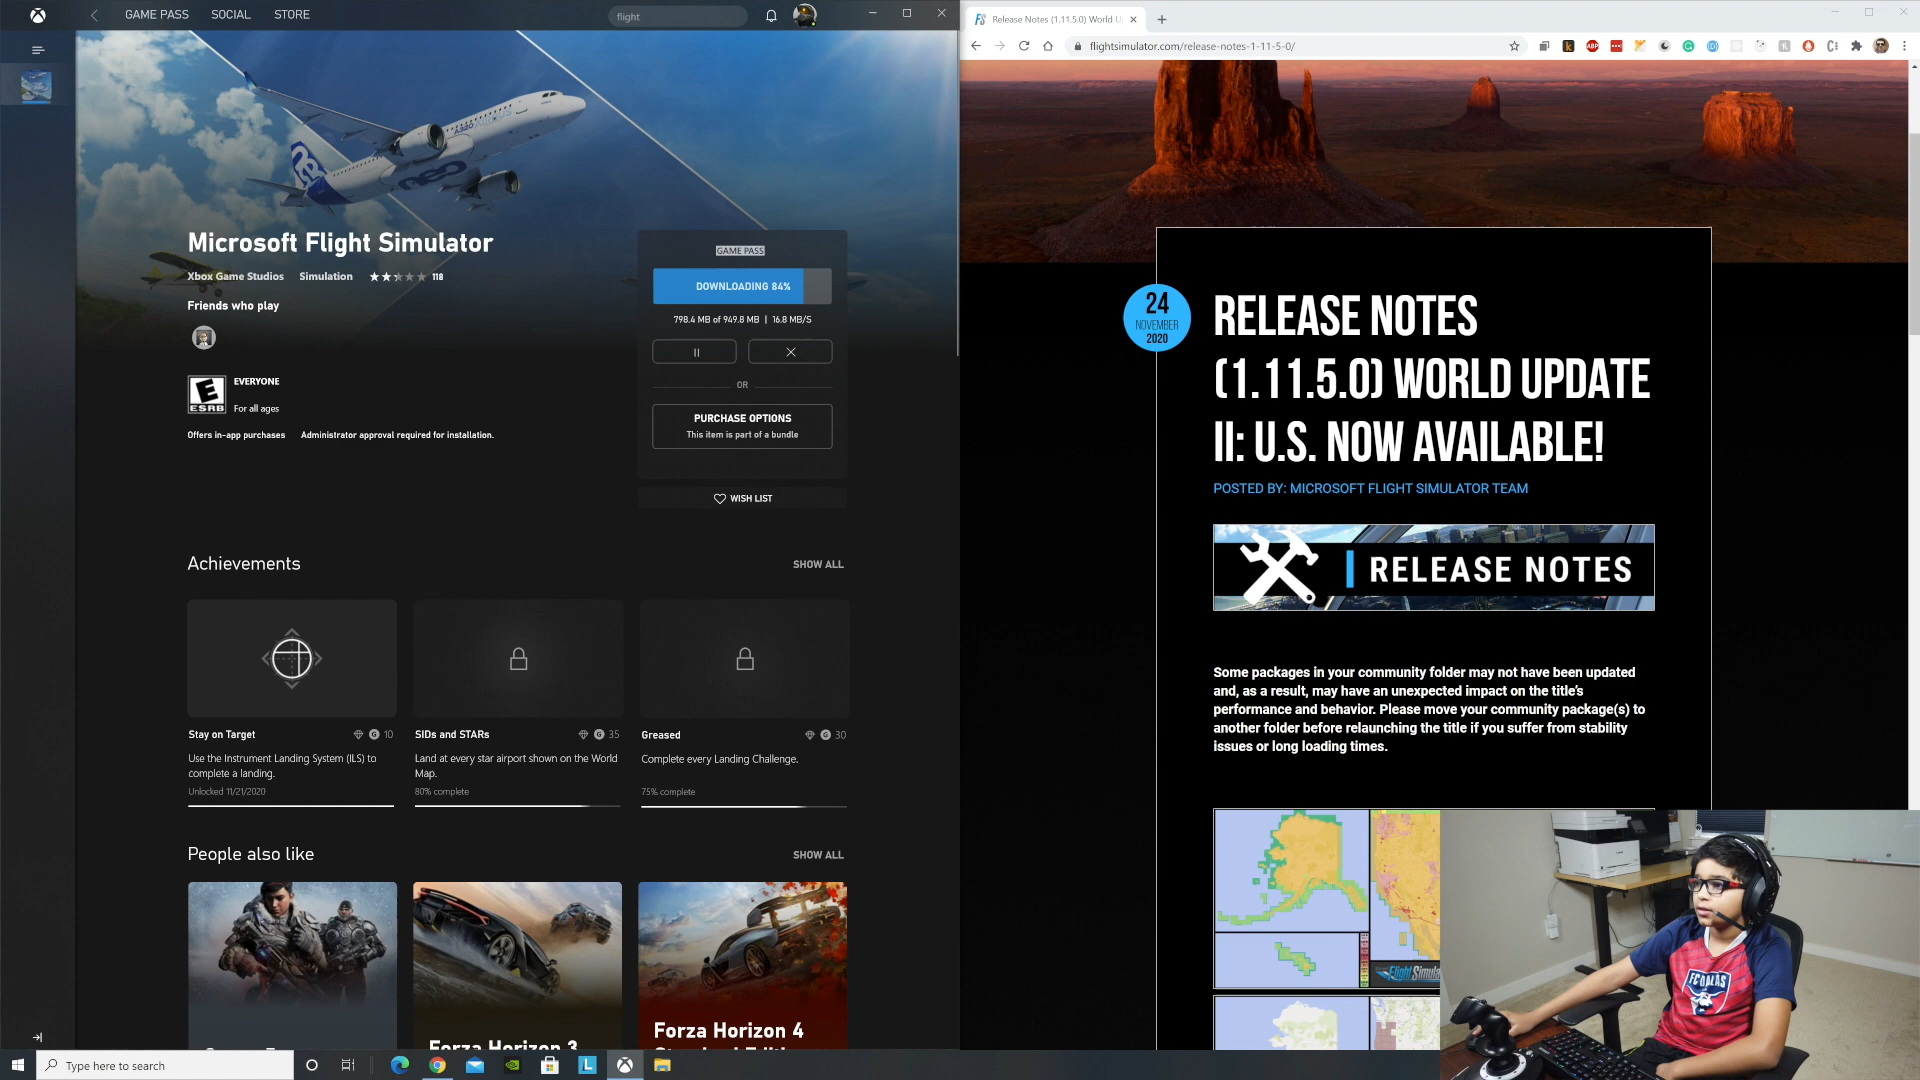 GAME PASS
SOCIAL
STORE
flight
A320
AIRBUS
Microsoft Flight Simulator
Xbox Game Studios
Simulation
118
Friends who play
E
ESRB
EVERYONE
For all ages
Offers in-app purchases
Administrator approval required for installation.
GAME PASS
DOWNLOADING 84%
798.4 MB of 949.8 MB | 16.8 MB/S
OR
PURCHASE OPTIONS
This item is part of a bundle
WISH LIST
Achievements
SHOW ALL
Stay on Target
G 10
Use the Instrument Landing System (ILS) to
complete a landing.
Unlocked 11/21/2020
SIDs and STARs
G 35
Land at every star airport shown on the World
Map.
80% complete
Greased
G 30
Complete every Landing Challenge.
75% complete
People also like
SHOW ALL
Forza Horizon 3
Forza Horizon 4
Type here to search
Release Notes (1.11.5.0) World U
flightsimulator.com/release-notes-1-11-5-0/
24
NOVEMBER
2020
RELEASE NOTES
(1.11.5.0) WORLD UPDATE
II: U.S. NOW AVAILABLE!
POSTED BY: MICROSOFT FLIGHT SIMULATOR TEAM
RELEASE NOTES
Some packages in your community folder may not have been updated
and, as a result, may have an unexpected impact on the title's
performance and behavior. Please move your community package(s) to
another folder before relaunching the title if you suffer from stability
issues or long loading times.
FC DALLAS